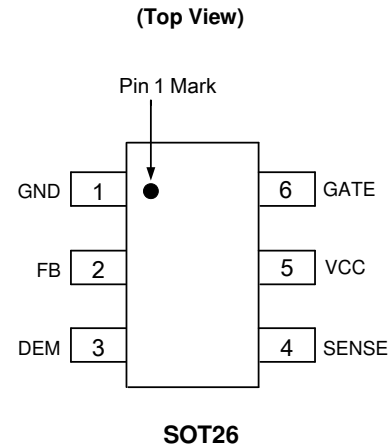 (Top View)
Pin 1 Mark
GND 1 6 GATE
FB 2 5 VCC
DEM 3 4 SENSE
SOT26